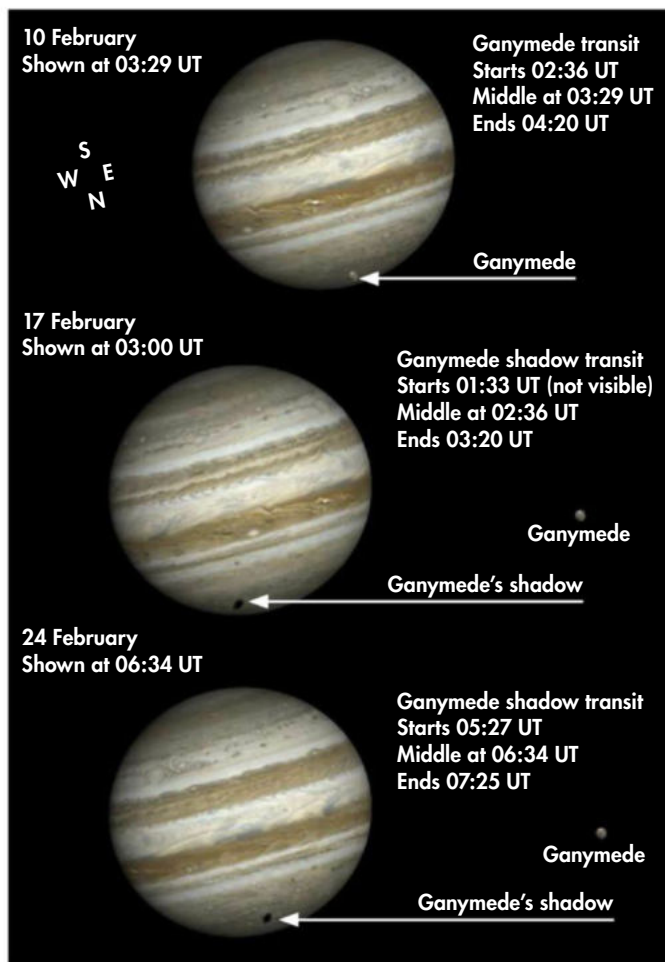 10 February
Shown at 03:29 UT
Ganymede transit
Starts 02:36 UT
Middle at 03:29 UT
Ends 04:20 UT
S
W E
N
Ganymede
17 February
Shown at 03:00 UT
Ganymede shadow transit
Starts 01:33 UT (not visible)
Middle at 02:36 UT
Ends 03:20 UT
Ganymede
Ganymede’s shadow
24 February
Shown at 06:34 UT
Ganymede shadow transit
Starts 05:27 UT
Middle at 06:34 UT
Ends 07:25 UT
Ganymede
Ganymede’s shadow